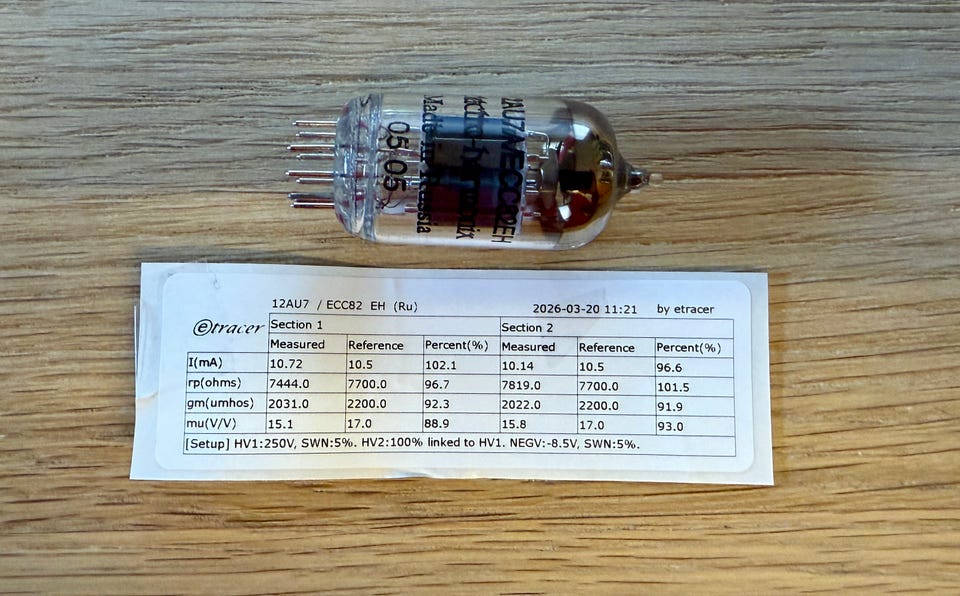 12AU7A/ECC82EH
Electro-harmonix
Made in Russia
05 05
12AU7 / ECC82 EH (Ru) 2026-03-20 11:21 by etracer
etracer Section 1 Section 2
Measured Reference Percent(%) Measured Reference Percent(%)
I(mA) 10.72 10.5 102.1 10.14 10.5 96.6
rp(ohms) 7444.0 7700.0 96.7 7819.0 7700.0 101.5
gm(umhos) 2031.0 2200.0 92.3 2022.0 2200.0 91.9
mu(V/V) 15.1 17.0 88.9 15.8 17.0 93.0
[Setup] HV1:250V, SWN:5%. HV2:100% linked to HV1. NEGV:-8.5V, SWN:5%.